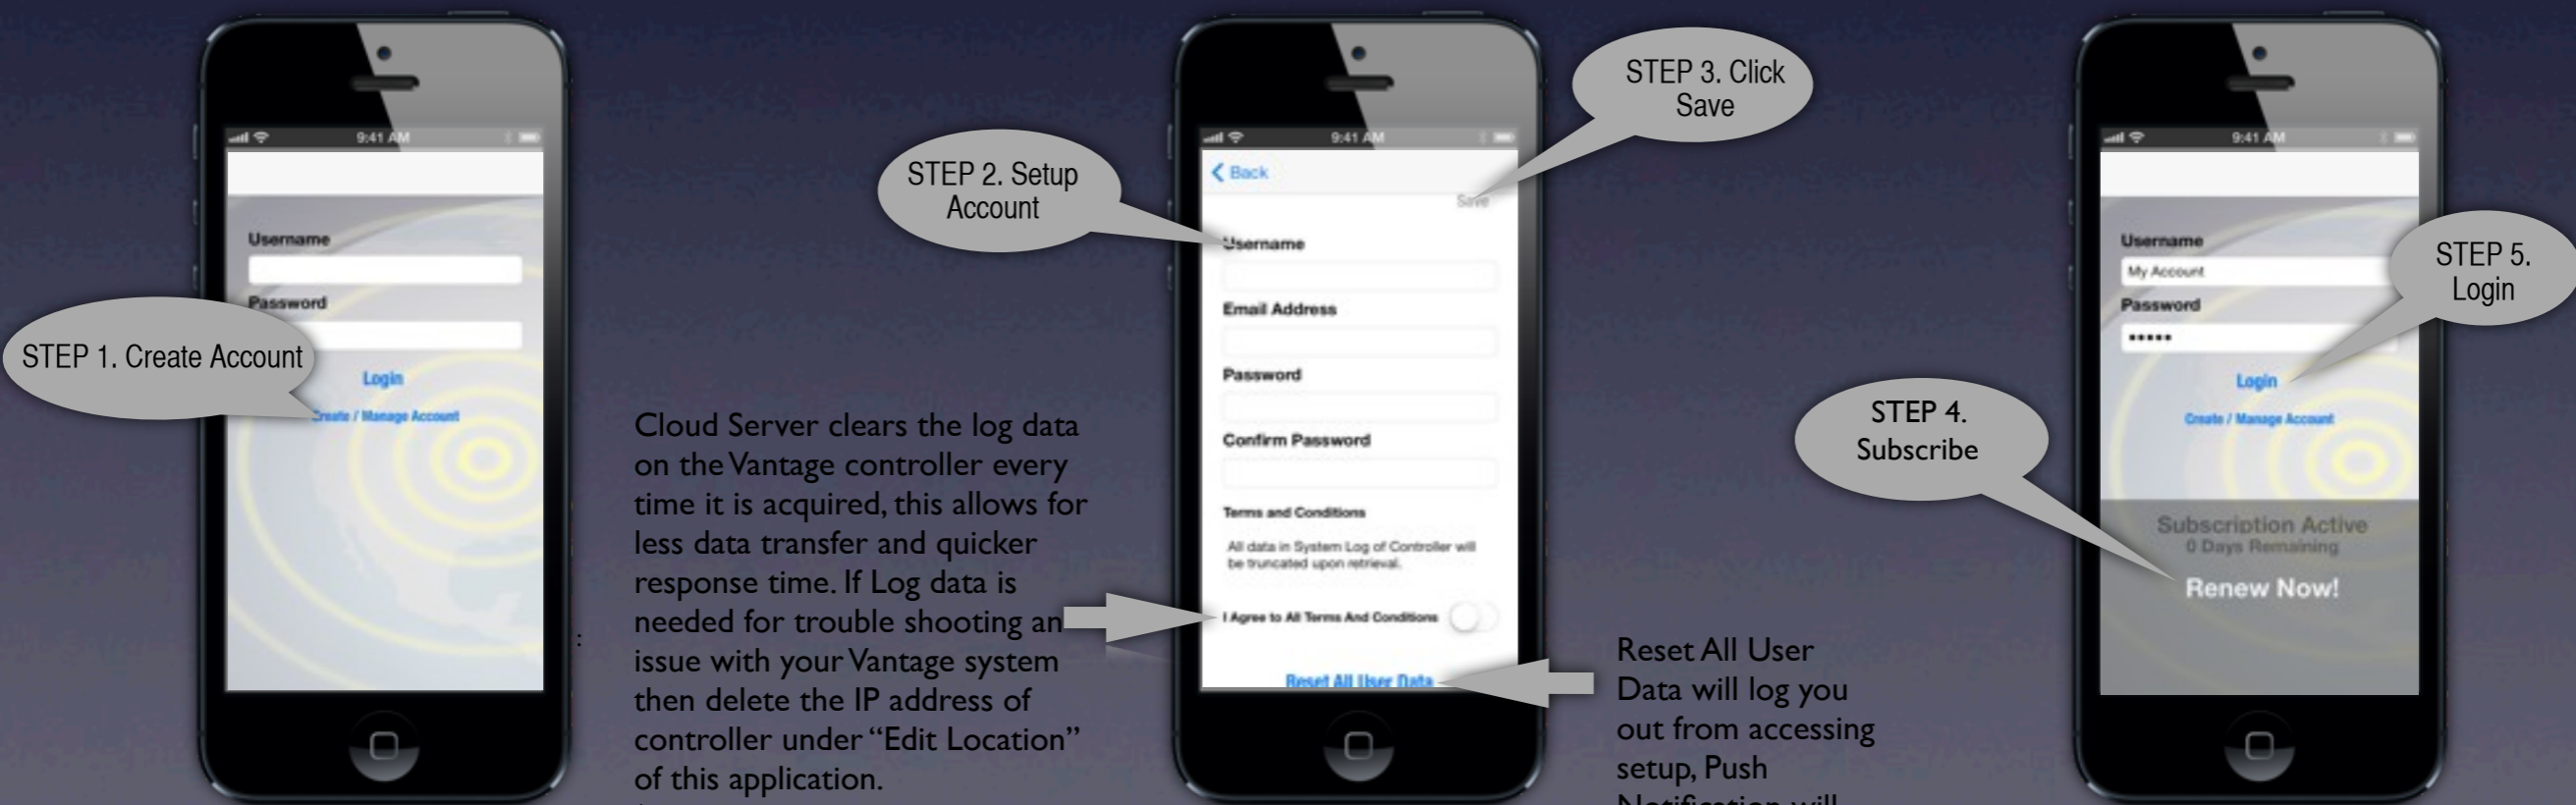 9:41 AM
Username
Password
STEP 1. Create Account
Login
Create / Manage Account
:
Cloud Server clears the log data
on the Vantage controller every
time it is acquired, this allows for
less data transfer and quicker
response time. If Log data is
needed for trouble shooting an
issue with your Vantage system
then delete the IP address of
controller under “Edit Location”
of this application.
STEP 2. Setup
Account
STEP 3. Click
Save
9:41 AM
Back
Save
Username
Email Address
Password
Confirm Password
Terms and Conditions
All data in System Log of Controller will
be truncated upon retrieval.
I Agree to All Terms And Conditions
Reset All User Data
Reset All User
Data will log you
out from accessing
setup, Push
Notification will
STEP 4.
Subscribe
9:41 AM
Username
My Account
Password
•••••
STEP 5.
Login
Login
Create / Manage Account
Subscription Active
0 Days Remaining
Renew Now!